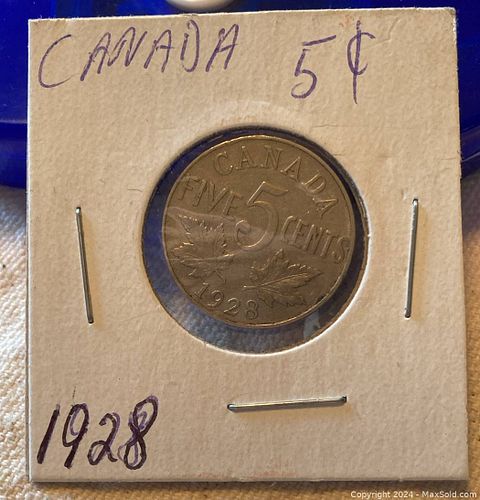 CANADA 5¢
CANADA
FIVE 5 CENTS
1928
1928
Copyright 2024 - MaxSold.com